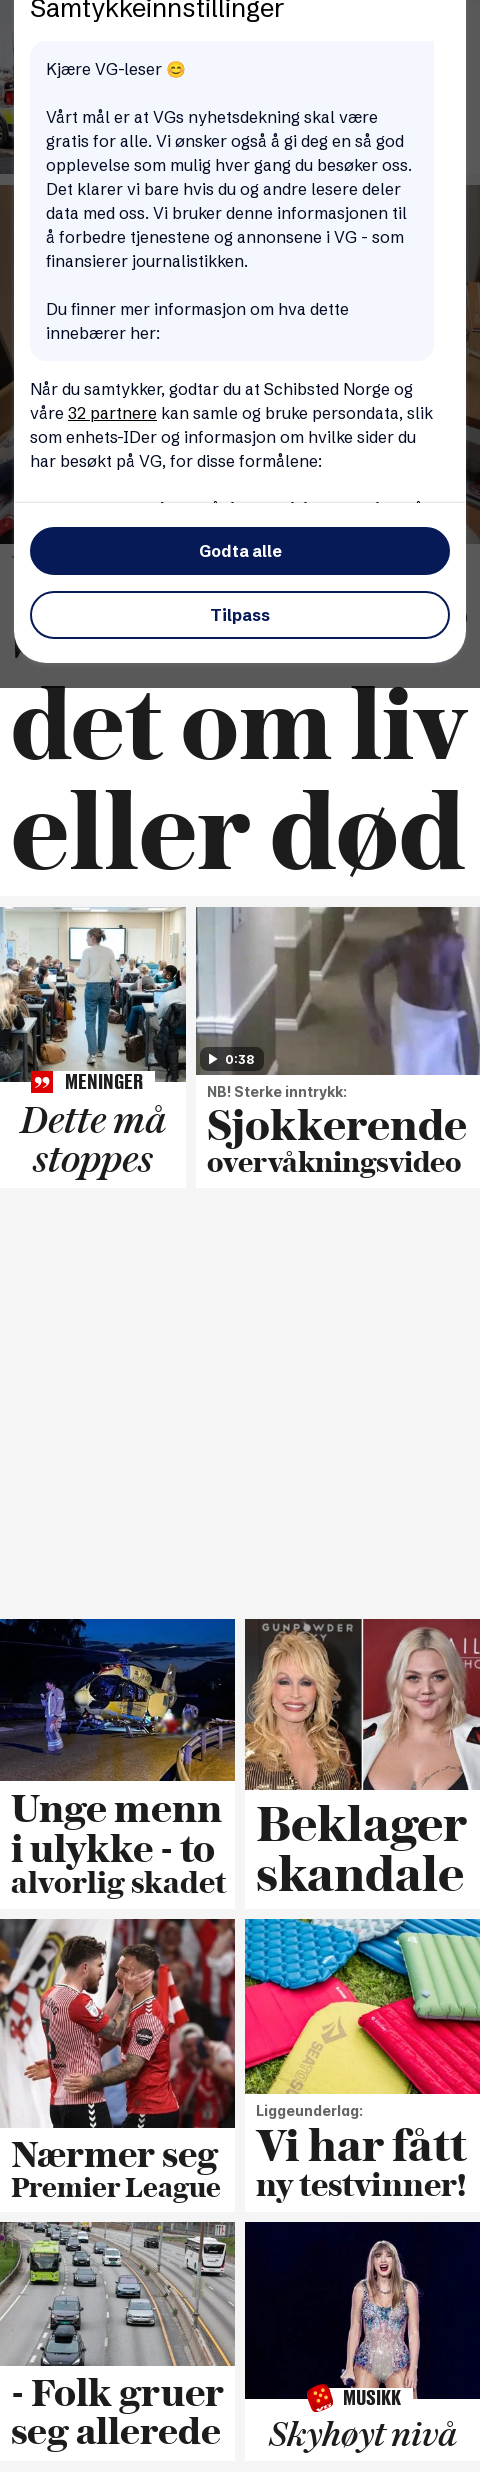 Samtykkeinnstillinger
Kjære VG-leser 😊
Vårt mål er at VGs nyhetsdekning skal være
gratis for alle. Vi ønsker også å gi deg en så god
opplevelse som mulig hver gang du besøker oss.
Det klarer vi bare hvis du og andre lesere deler
data med oss. Vi bruker denne informasjonen til
å forbedre tjenestene og annonsene i VG - som
finansierer journalistikken.
Du finner mer informasjon om hva dette
innebærer her:
Når du samtykker, godtar du at Schibsted Norge og
våre 32 partnere kan samle og bruke persondata, slik
som enhets-IDer og informasjon om hvilke sider du
har besøkt på VG, for disse formålene:
Godta alle
Tilpass
det om liv
eller død
0:38
MENINGER
Dette må
stoppes
NB! Sterke inntrykk:
Sjokkerende
overvåkningsvideo
GUNPOWDER
Unge menn
i ulykke - to
alvorlig skadet
Beklager
skandale
Nærmer seg
Premier League
SEA TO SU
Liggeunderlag:
Vi har fått
ny testvinner!
- Folk gruer
seg allerede
MUSIKK
Skyhøyt nivå